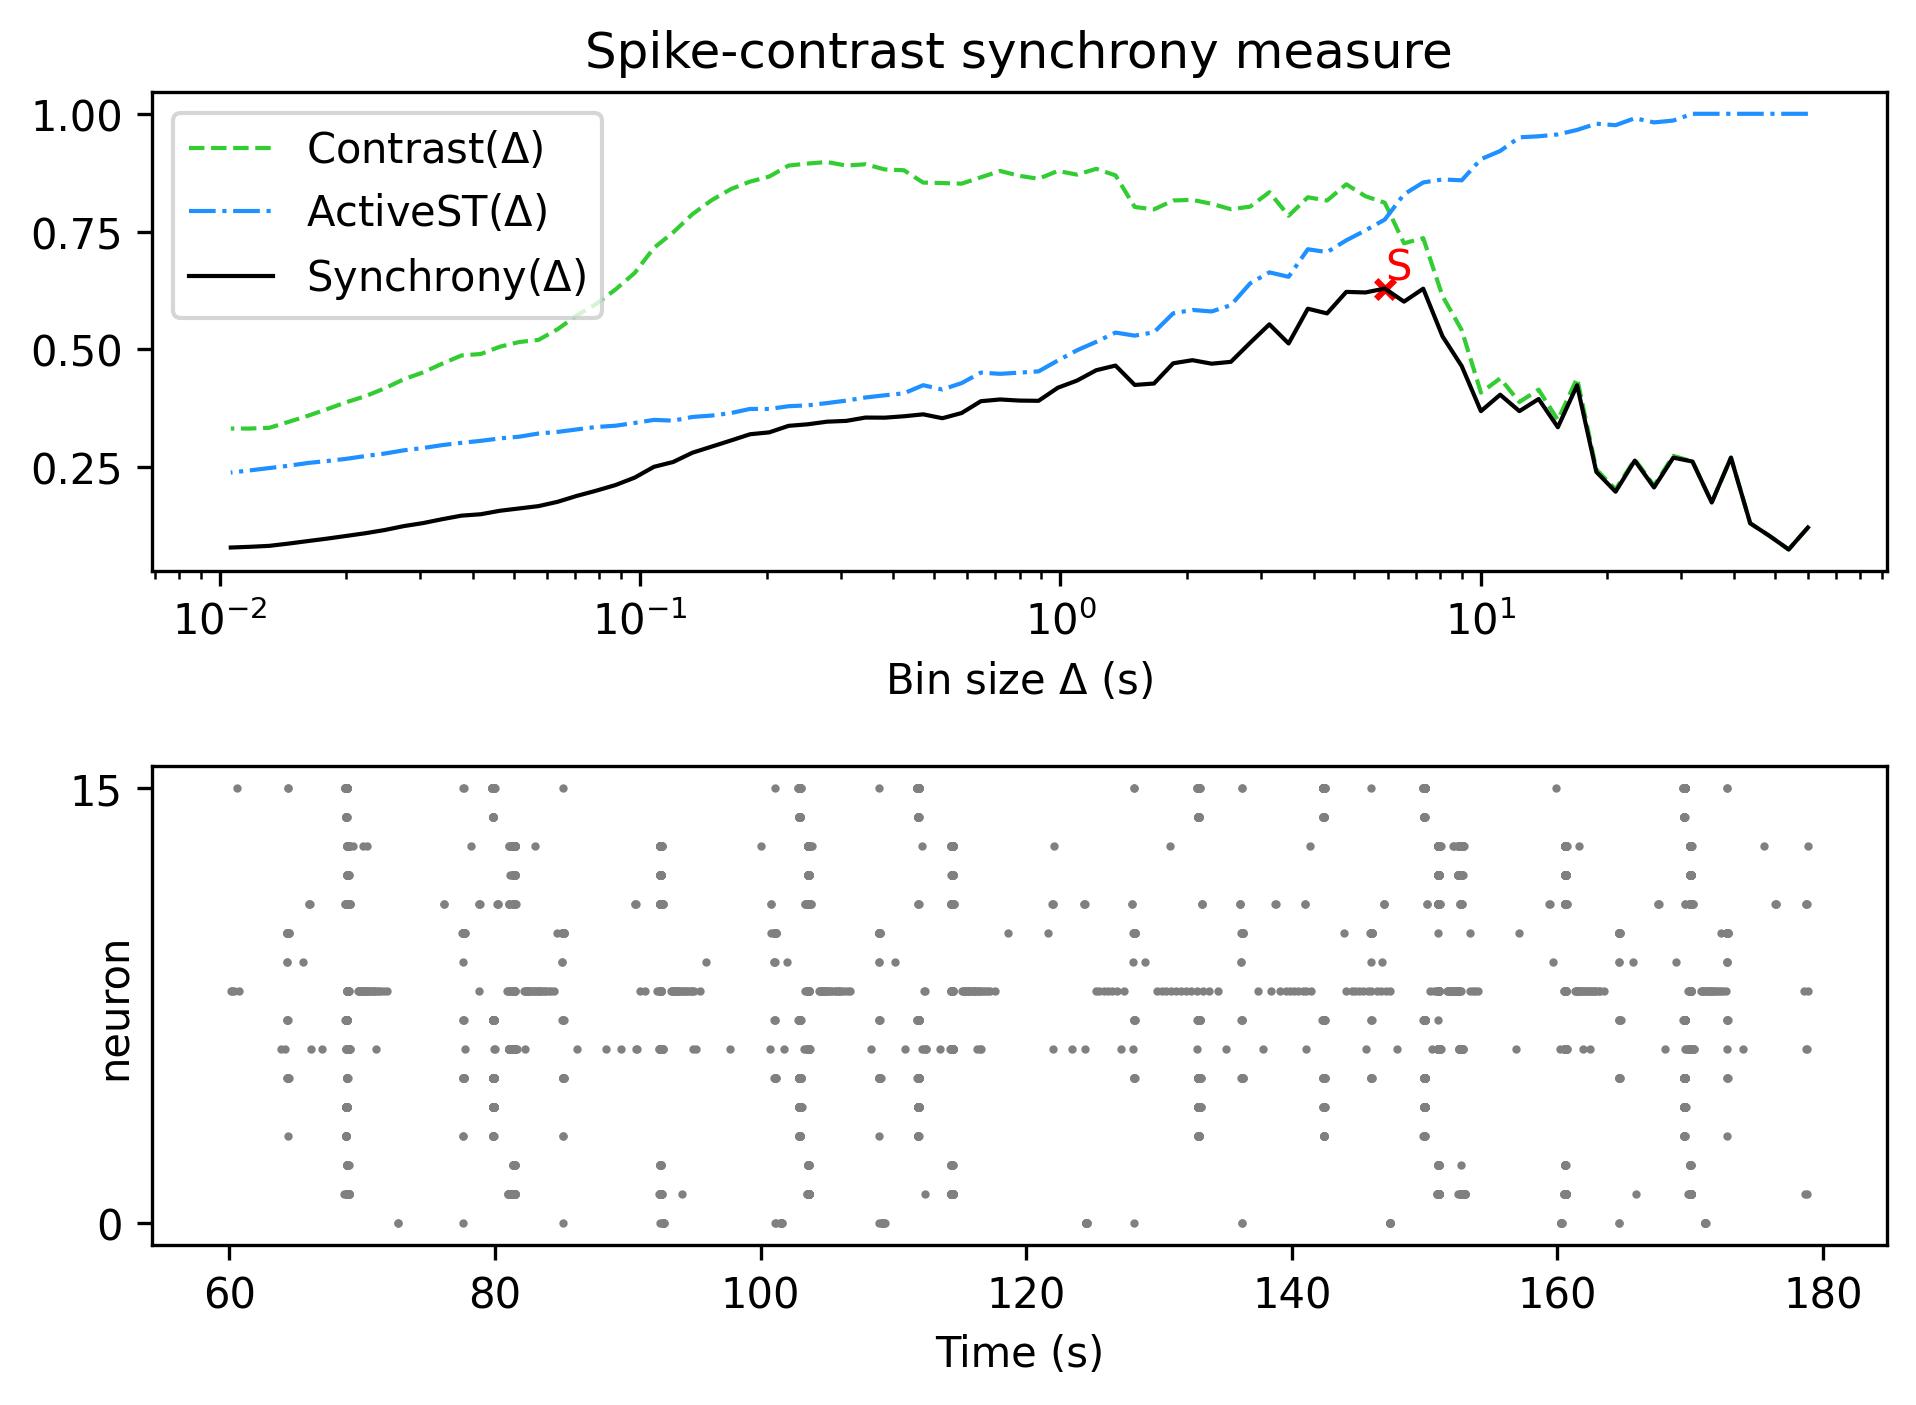 Spike-contrast synchrony measure
1.00
0.75
0.50
0.25
Contrast(Δ)
ActiveST(Δ)
Synchrony(Δ)
S
10⁻² 10⁻¹ 10⁰ 10¹
Bin size Δ (s)
15
0
neuron
60 80 100 120 140 160 180
Time (s)